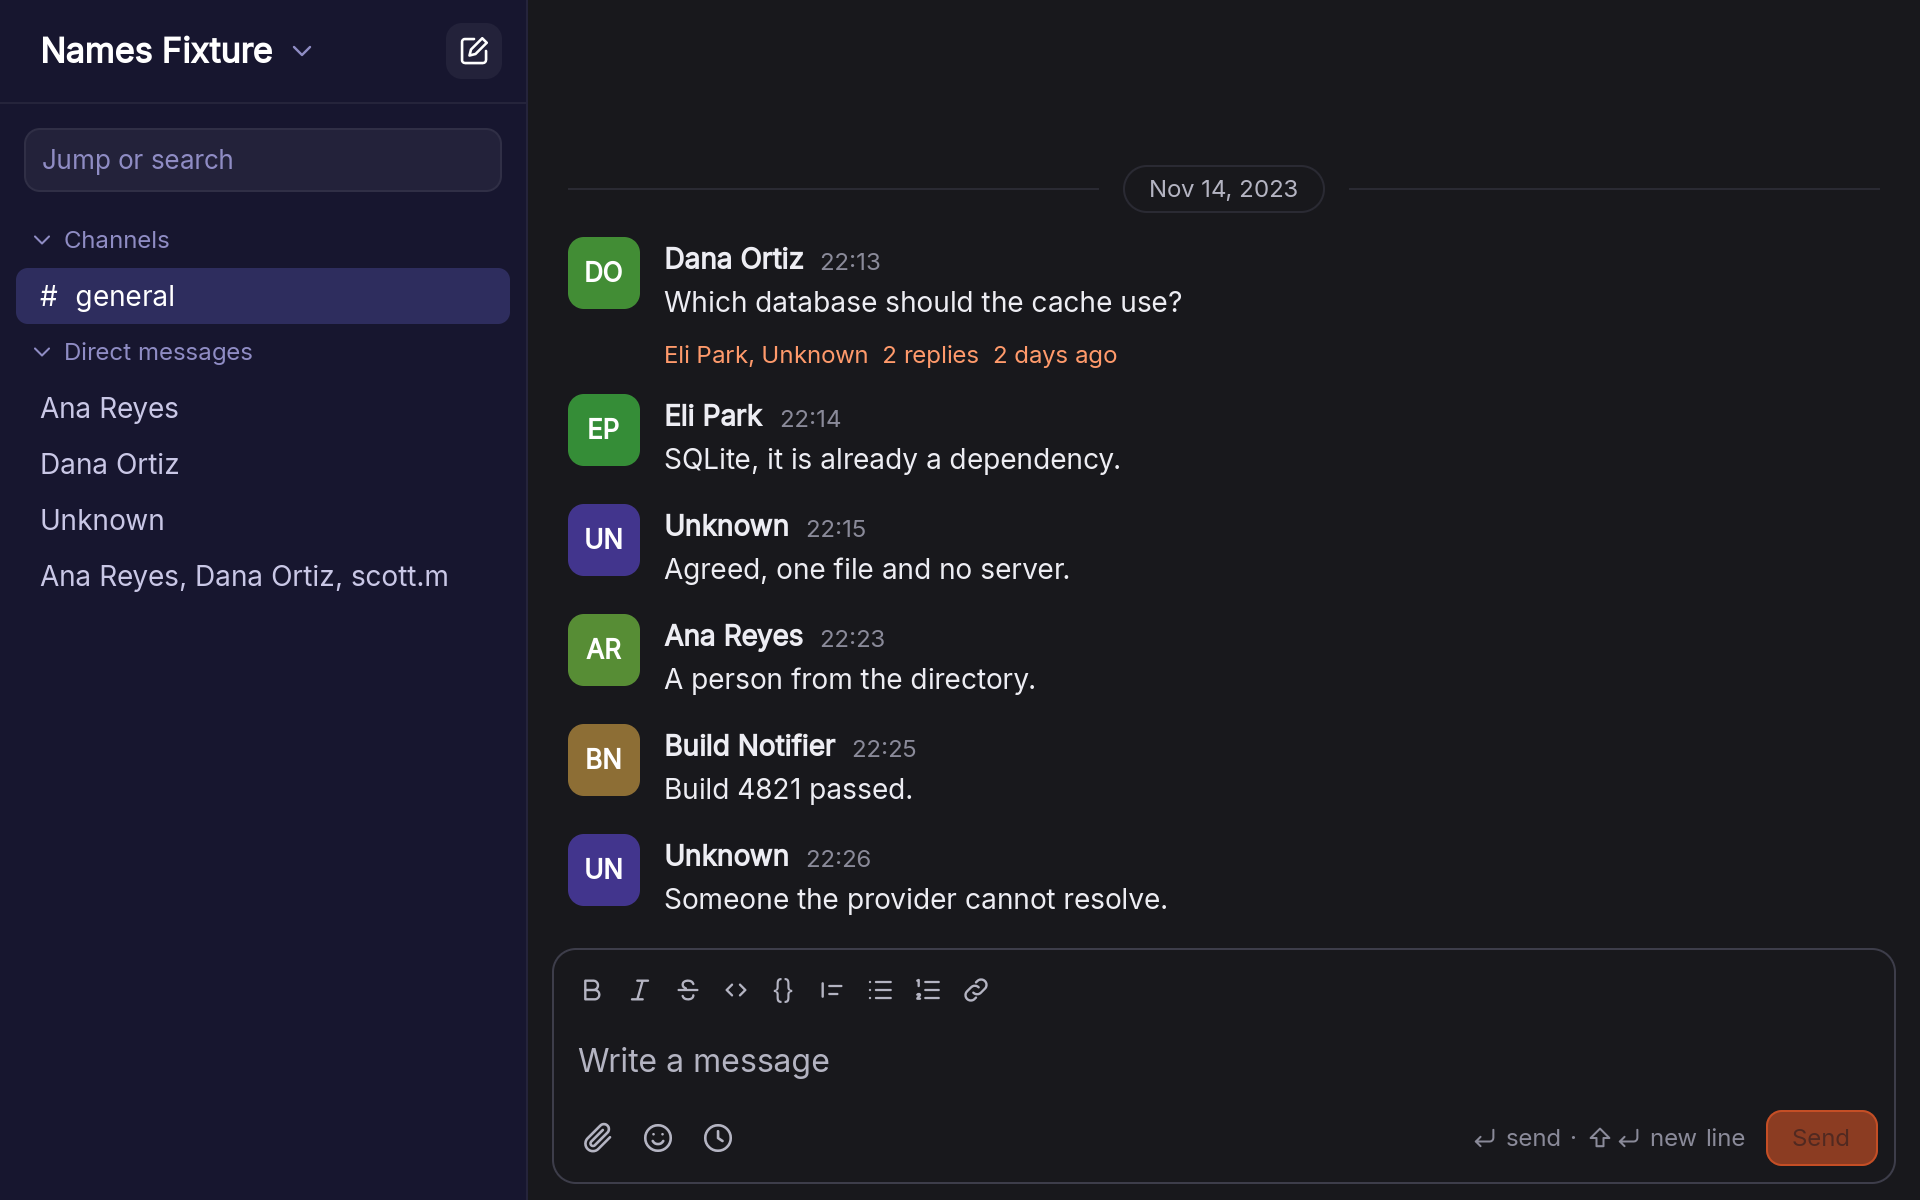 Names Fixture
Jump or search
Channels
# general
Direct messages
Ana Reyes
Dana Ortiz
Unknown
Ana Reyes, Dana Ortiz, scott.m
Nov 14, 2023
DO
Dana Ortiz 22:13
Which database should the cache use?
Eli Park, Unknown 2 replies 2 days ago
EP
Eli Park 22:14
SQLite, it is already a dependency.
UN
Unknown 22:15
Agreed, one file and no server.
AR
Ana Reyes 22:23
A person from the directory.
BN
Build Notifier 22:25
Build 4821 passed.
UN
Unknown 22:26
Someone the provider cannot resolve.
Write a message
send · new line
Send